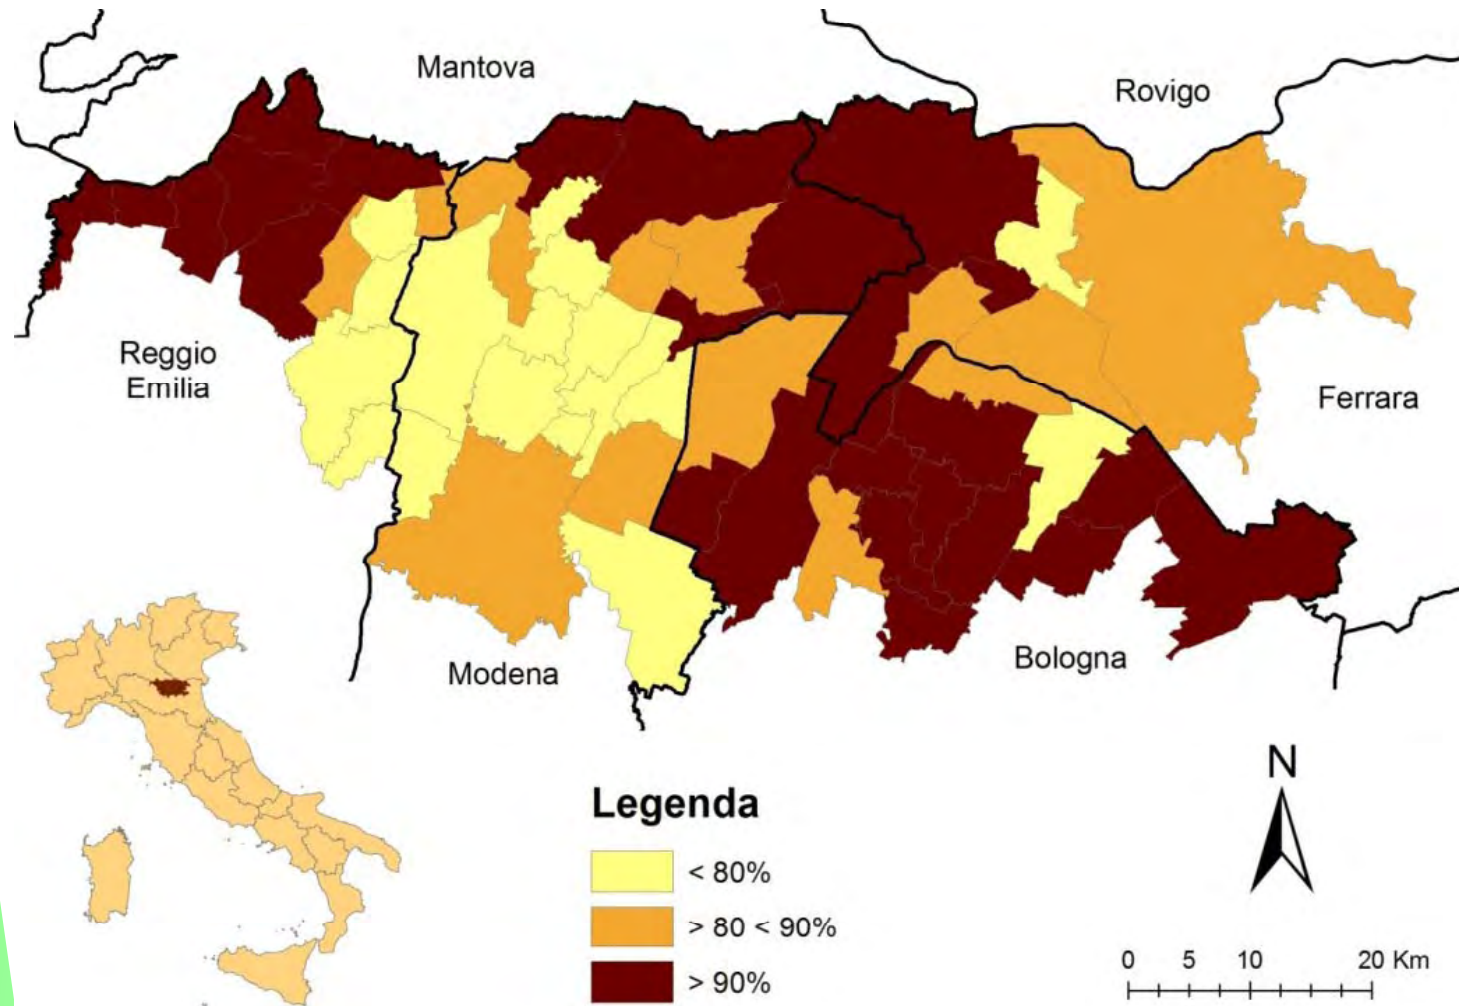 Mantova
Rovigo
Reggio
Emilia
Ferrara
Modena
Bologna
N
Legenda
< 80%
> 80 < 90%
> 90%
0 5 10 20 Km